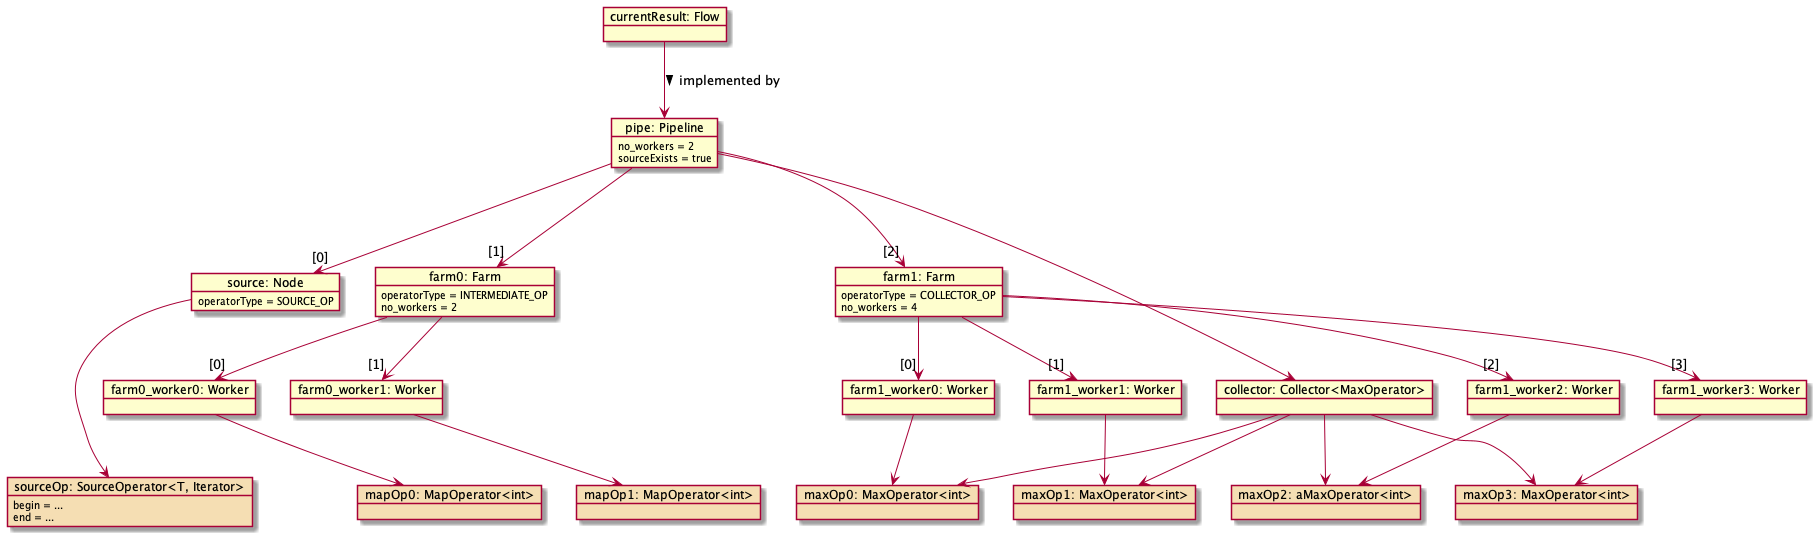 currentResult: Flow
implemented by
pipe: Pipeline
no_workers = 2
sourceExists = true
[0]
[1]
[2]
source: Node
operatorType = SOURCE_OP
farm0: Farm
operatorType = INTERMEDIATE_OP
no_workers = 2
farm1: Farm
operatorType = COLLECTOR_OP
no_workers = 4
[0]
[1]
[0]
[1]
[2]
[3]
farm0_worker0: Worker
farm0_worker1: Worker
farm1_worker0: Worker
farm1_worker1: Worker
collector: Collector<MaxOperator>
farm1_worker2: Worker
farm1_worker3: Worker
sourceOp: SourceOperator<T, Iterator>
begin = ...
end = ...
mapOp0: MapOperator<int>
mapOp1: MapOperator<int>
maxOp0: MaxOperator<int>
maxOp1: MaxOperator<int>
maxOp2: aMaxOperator<int>
maxOp3: MaxOperator<int>